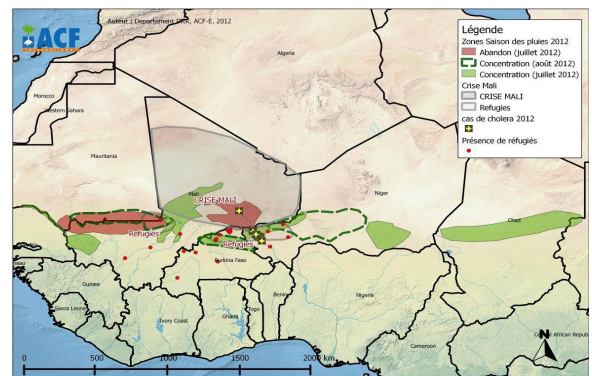 Auteur : Departement DRR, ACF-E. 2012
ACF
INTERNATIONAL
Légende
Zones Saison des pluies 2012
Abandon (juillet 2012)
Concentration (août 2012)
Concentration (juillet 2012)
Crise Mali
CRISE MALI
Refugies
cas de cholera 2012
Présence de réfugiés
Algeria
Morocco
Western Sahara
Mauritania
Mali
CRISE MALI
Niger
Chad
Refugies
Refugies
Burkina Faso
Guinea
Sierra Leone
Ivory Coast
Ghana
Togo
Benin
Nigeria
Cameroon
African Repub
N
0 500 1000 1500 2000 km